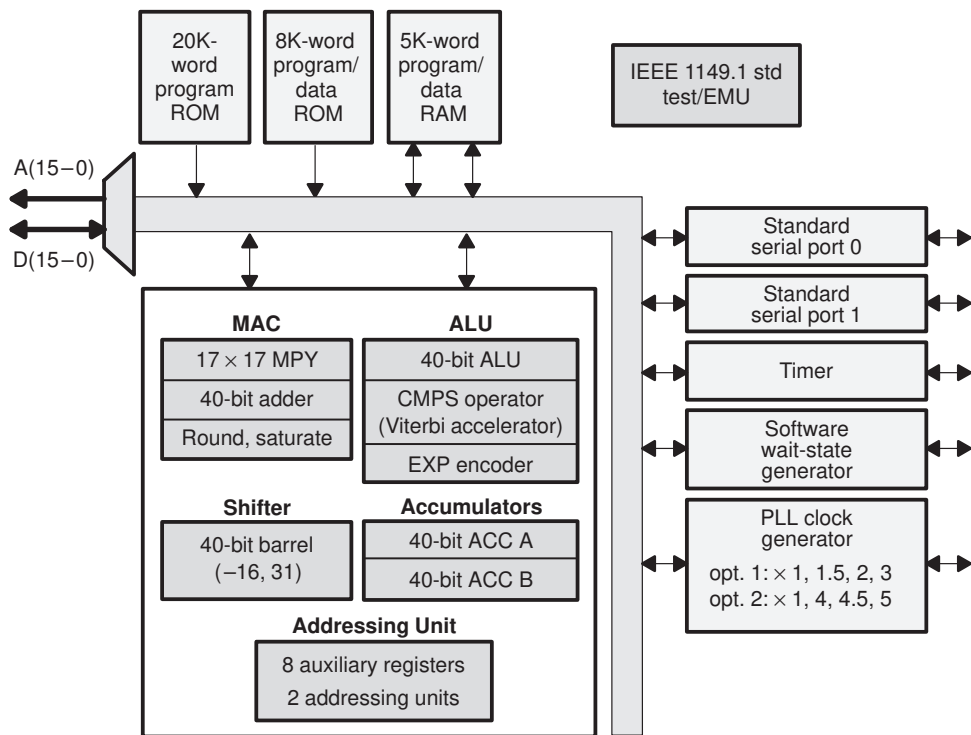 20K-
word
program
ROM
8K-word
program/
data
ROM
5K-word
program/
data
RAM
IEEE 1149.1 std
test/EMU
A(15–0)
D(15–0)
Standard
serial port 0
Standard
serial port 1
Timer
Software
wait-state
generator
PLL clock
generator
opt. 1: × 1, 1.5, 2, 3
opt. 2: × 1, 4, 4.5, 5
MAC
17 × 17 MPY
40-bit adder
Round, saturate
ALU
40-bit ALU
CMPS operator
(Viterbi accelerator)
EXP encoder
Shifter
40-bit barrel
(–16, 31)
Accumulators
40-bit ACC A
40-bit ACC B
Addressing Unit
8 auxiliary registers
2 addressing units